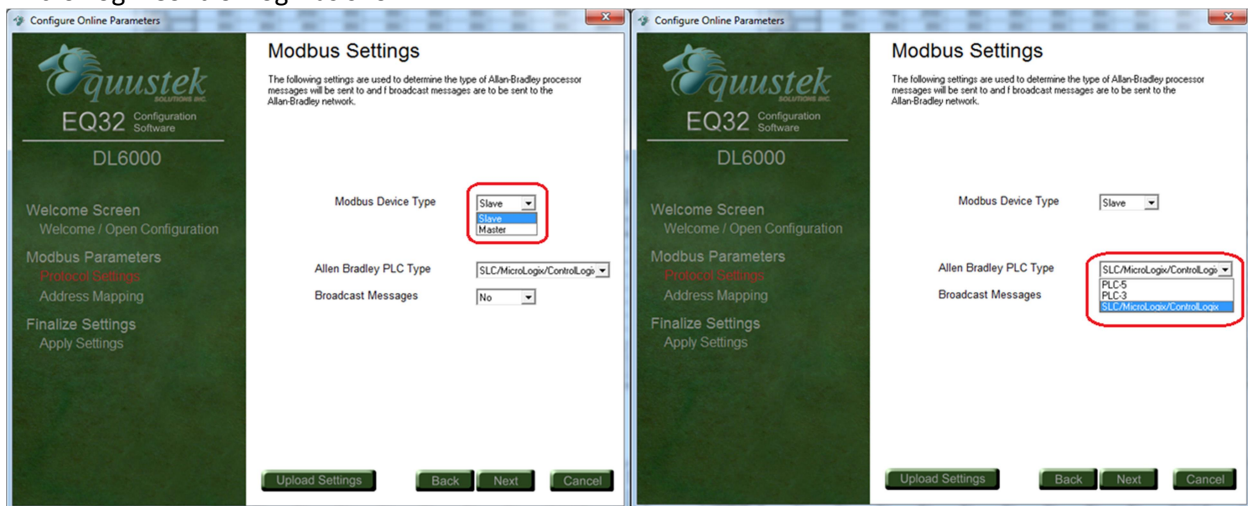 Configure Online Parameters
Equustek
SOLUTIONS INC.
EQ32 Configuration Software
DL6000
Welcome Screen
Welcome / Open Configuration
Modbus Parameters
Protocol Settings
Address Mapping
Finalize Settings
Apply Settings
Modbus Settings
The following settings are used to determine the type of Allan-Bradley processor
messages will be sent to and f broadcast messages are to be sent to the
Allan-Bradley network.
Modbus Device Type Slave
Slave
Master
Allen Bradley PLC Type SLC/MicroLogix/ControlLogi
Broadcast Messages No
Upload Settings Back Next Cancel
Configure Online Parameters
Equustek
SOLUTIONS INC.
EQ32 Configuration Software
DL6000
Welcome Screen
Welcome / Open Configuration
Modbus Parameters
Protocol Settings
Address Mapping
Finalize Settings
Apply Settings
Modbus Settings
The following settings are used to determine the type of Allan-Bradley processor
messages will be sent to and f broadcast messages are to be sent to the
Allan-Bradley network.
Modbus Device Type Slave
Allen Bradley PLC Type SLC/MicroLogix/ControlLogi
PLC-5
PLC-3
SLC/MicroLogix/ControlLogix
Broadcast Messages
Upload Settings Back Next Cancel